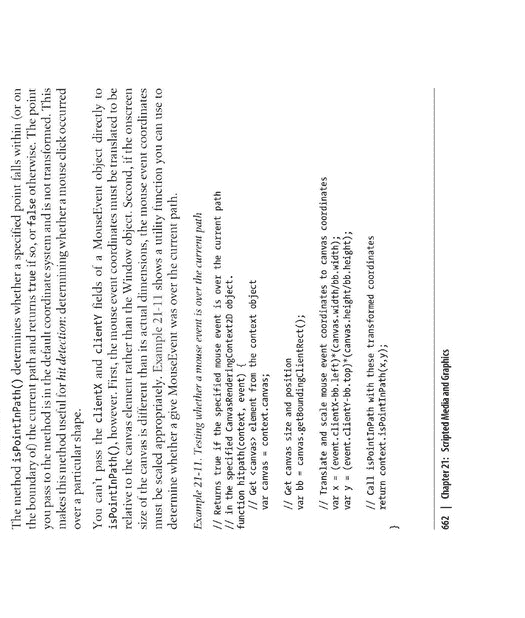 The method isPointInPath() determines whether a specified point falls within (or on
the boundary of) the current path and returns true if so, or false otherwise. The point
you pass to the method is in the default coordinate system and is not transformed. This
makes this method useful for hit detection: determining whether a mouse click occurred
over a particular shape.
You can't pass the clientX and clientY fields of a MouseEvent object directly to
isPointInPath(), however. First, the mouse event coordinates must be translated to be
relative to the canvas element rather than the Window object. Second, if the onscreen
size of the canvas is different than its actual dimensions, the mouse event coordinates
must be scaled appropriately. Example 21-11 shows a utility function you can use to
determine whether a give MouseEvent was over the current path.
Example 21-11. Testing whether a mouse event is over the current path
// Returns true if the specified mouse event is over the current path
// in the specified CanvasRenderingContext2D object.
function hitpath(context, event) {
// Get <canvas> element from the context object
var canvas = context.canvas;
// Get canvas size and position
var bb = canvas.getBoundingClientRect();
// Translate and scale mouse event coordinates to canvas coordinates
var x = (event.clientX-bb.left)*(canvas.width/bb.width);
var y = (event.clientY-bb.top)*(canvas.height/bb.height);
// Call isPointInPath with these transformed coordinates
return context.isPointInPath(x,y);
}
662 | Chapter 21: Scripted Media and Graphics